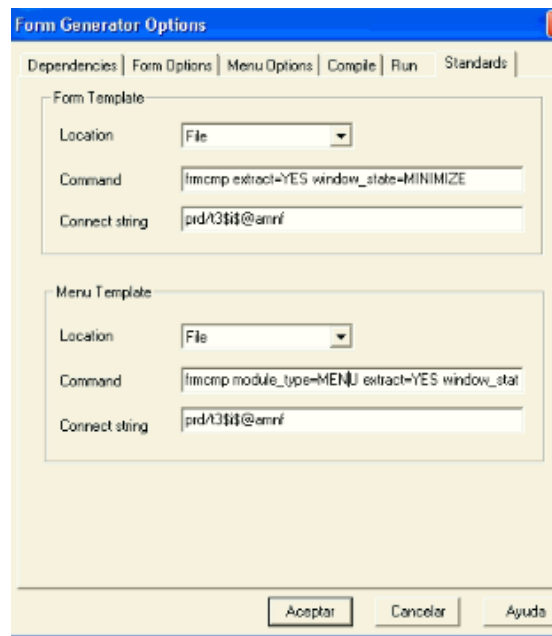 Form Generator Options
Dependencies Form Options Menu Options Compile Run Standards
Form Template
Location File
Command frmcmp extract=YES window_state=MINIMIZE
Connect string prd/t3$i$@amnf
Menu Template
Location File
Command frmcmp module_type=MENU extract=YES window_stat
Connect string prd/t3$i$@amnf
Aceptar Cancelar Ayuda